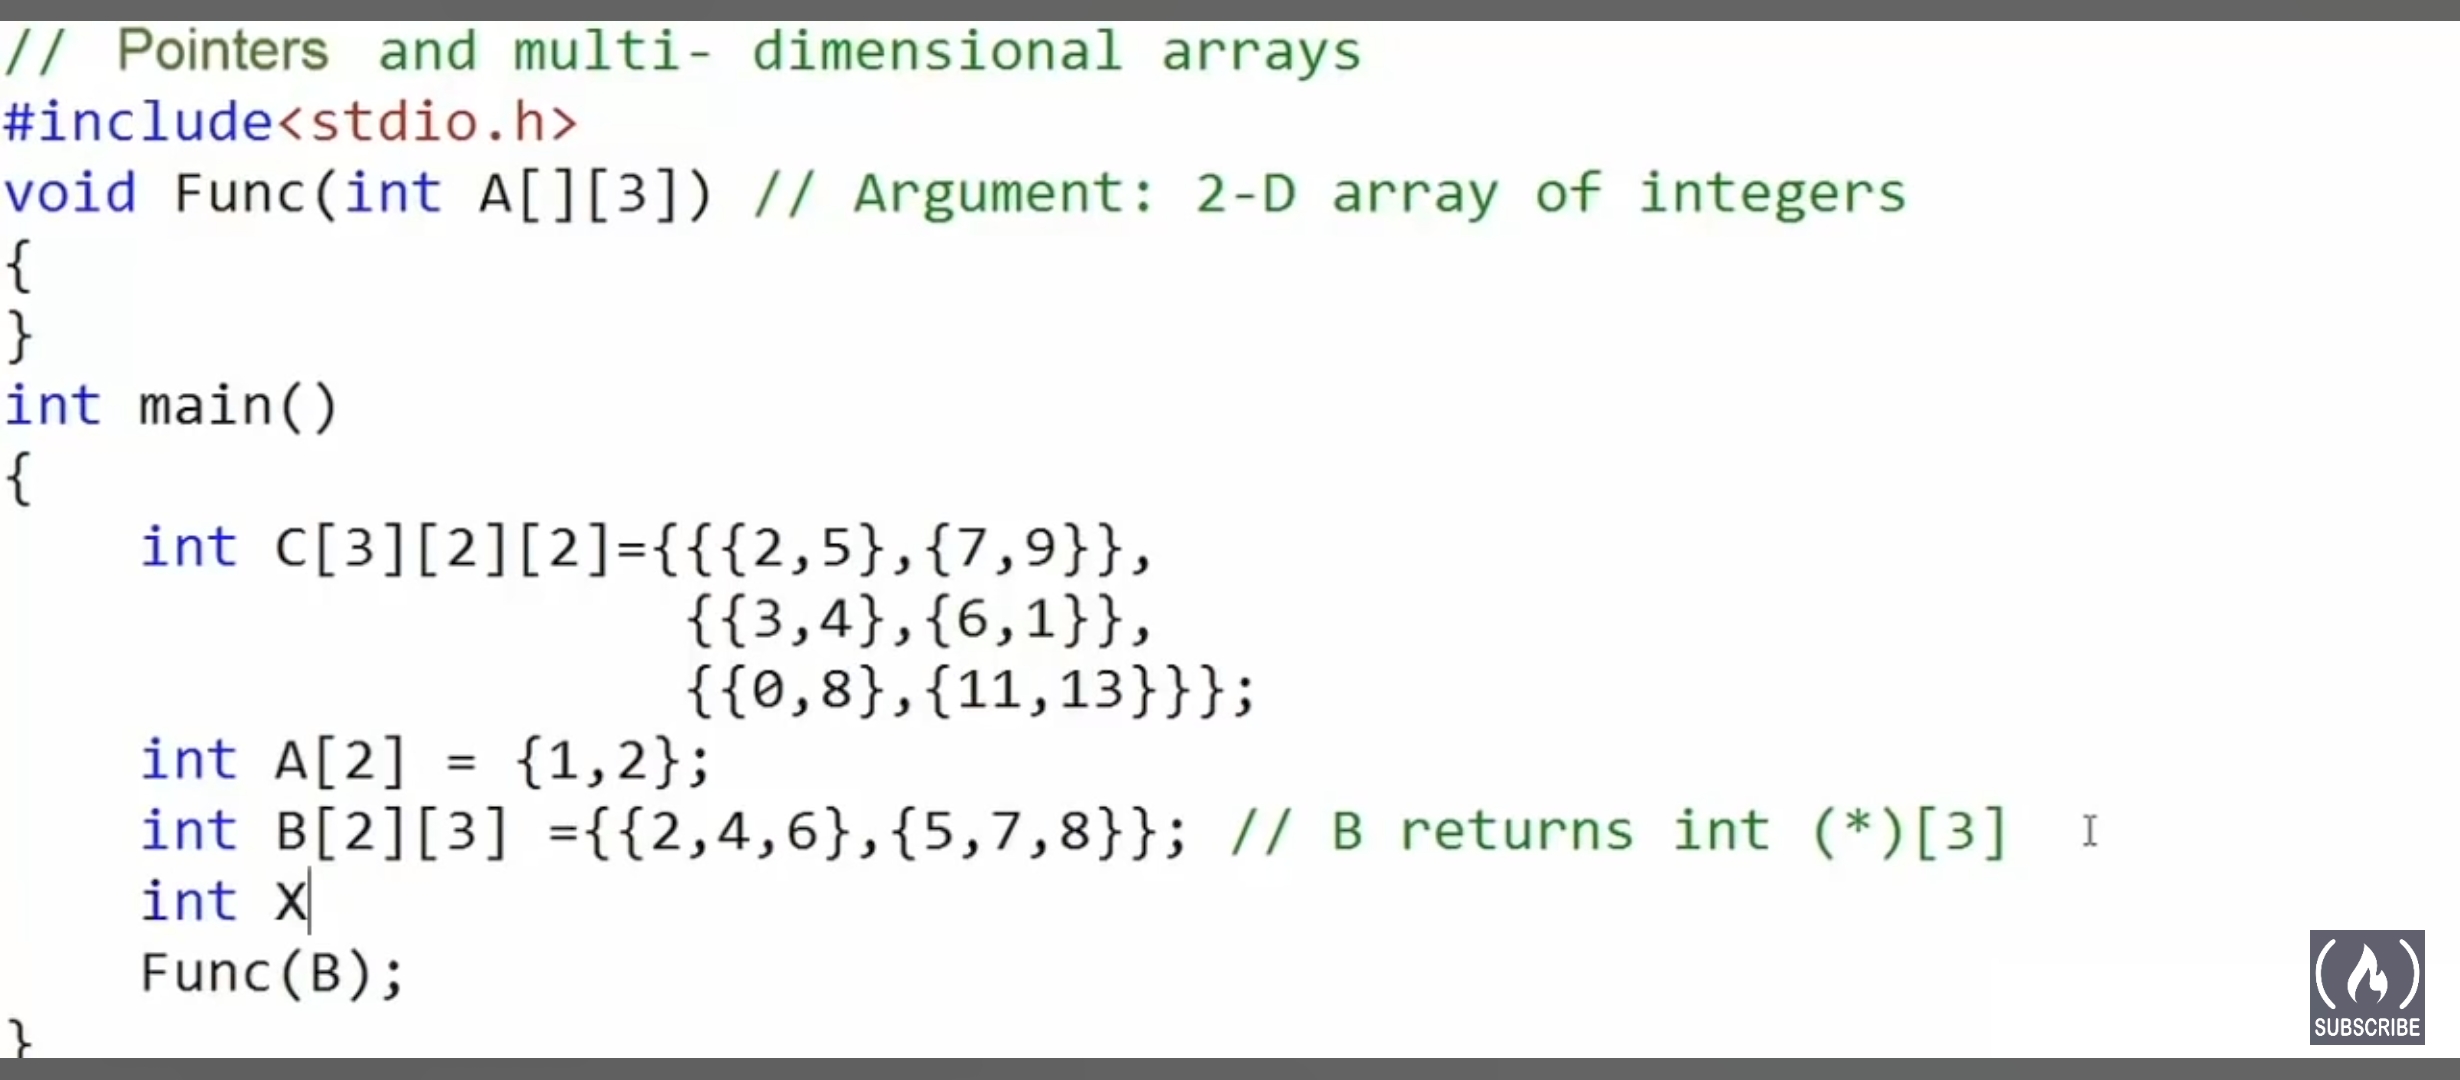 // Pointers and multi- dimensional arrays
#include<stdio.h>
void Func(int A[][3]) // Argument: 2-D array of integers
{
}
int main()
{
    int C[3][2][2]={{{2,5},{7,9}},
                    {{3,4},{6,1}},
                    {{0,8},{11,13}}};
    int A[2] = {1,2};
    int B[2][3] ={{2,4,6},{5,7,8}}; // B returns int (*)[3]
    int X
    Func(B);
}
SUBSCRIBE